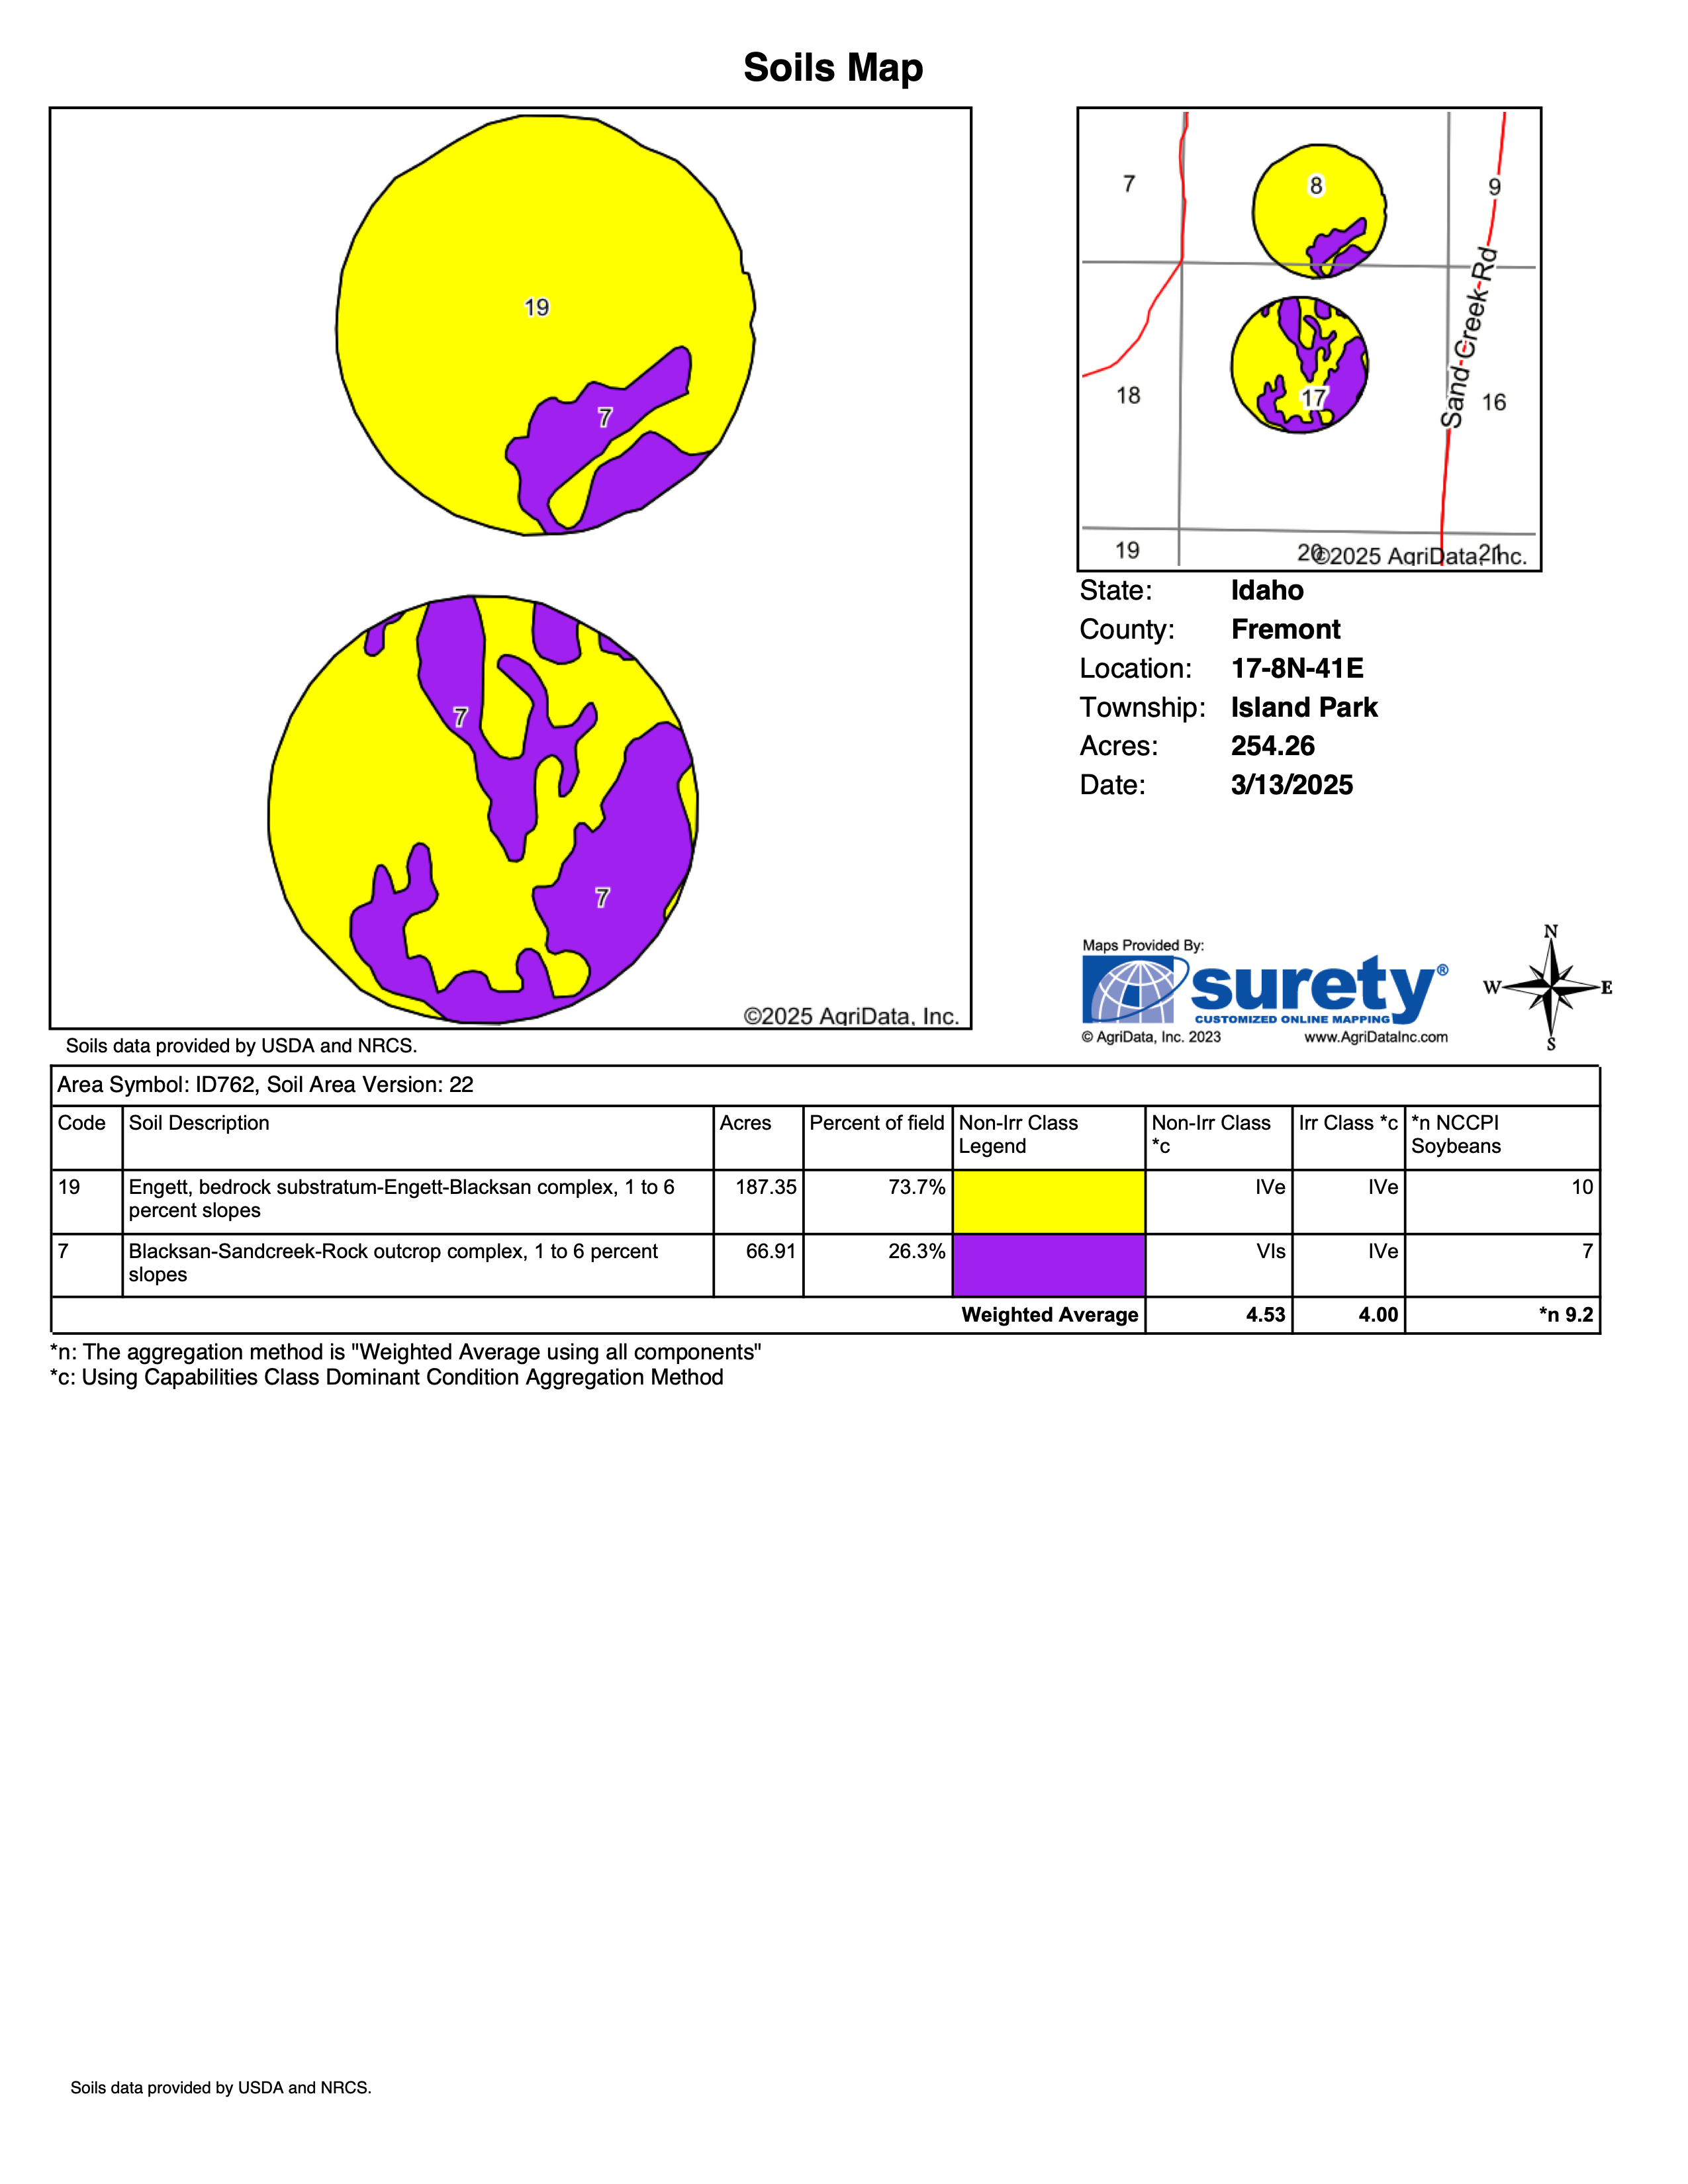 Soils Map
19
7
7
7
©2025 AgriData, Inc.
Soils data provided by USDA and NRCS.
7
8
9
18
17
16
Sand Creek Rd
19
20
21
©2025 AgriData, Inc.
State: Idaho
County: Fremont
Location: 17-8N-41E
Township: Island Park
Acres: 254.26
Date: 3/13/2025
Maps Provided By:
surety®
CUSTOMIZED ONLINE MAPPING
© AgriData, Inc. 2023 www.AgriDataInc.com
N
W E
S
Area Symbol: ID762, Soil Area Version: 22
Code Soil Description Acres Percent of field Non-Irr Class Legend Non-Irr Class *c Irr Class *c *n NCCPI Soybeans
19 Engett, bedrock substratum-Engett-Blacksan complex, 1 to 6 percent slopes 187.35 73.7% IVe IVe 10
7 Blacksan-Sandcreek-Rock outcrop complex, 1 to 6 percent slopes 66.91 26.3% VIs IVe 7
Weighted Average 4.53 4.00 *n 9.2
*n: The aggregation method is "Weighted Average using all components"
*c: Using Capabilities Class Dominant Condition Aggregation Method
Soils data provided by USDA and NRCS.